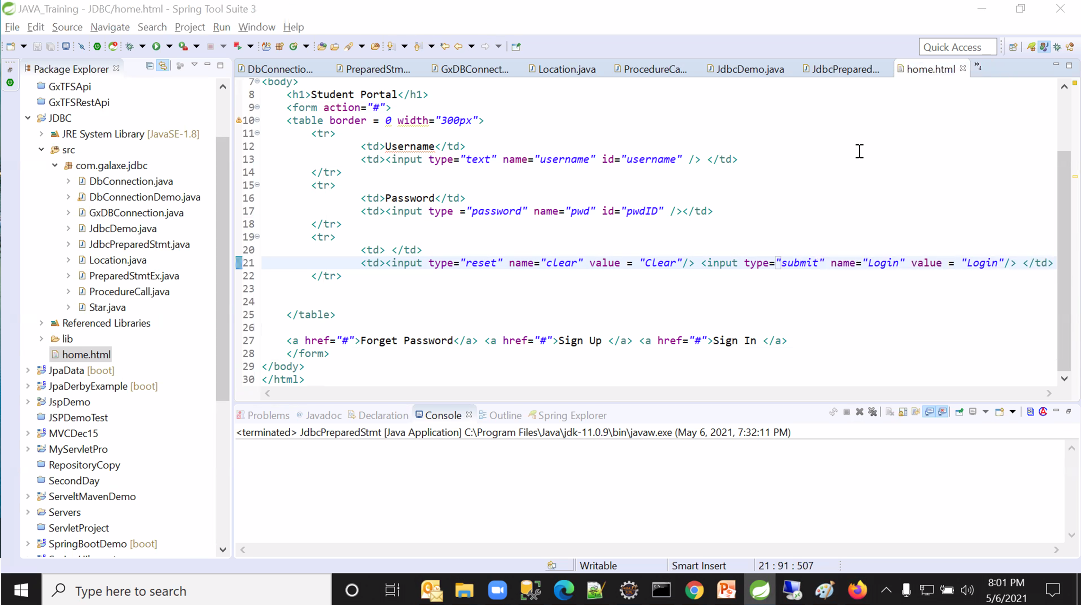 JAVA_Training - JDBC/home.html - Spring Tool Suite 3
File Edit Source Navigate Search Project Run Window Help
Quick Access
Package Explorer
DbConnectio...
PreparedStm...
GxDBConnect...
Location.java
ProcedureCa...
JdbcDemo.java
JdbcPrepared...
home.html
GxTFSApi
GxTFSRestApi
JDBC
JRE System Library [JavaSE-1.8]
src
com.galaxe.jdbc
DbConnection.java
DbConnectionDemo.java
GxDBConnection.java
JdbcDemo.java
JdbcPreparedStmt.java
Location.java
PreparedStmtEx.java
ProcedureCall.java
Star.java
Referenced Libraries
lib
home.html
JpaData [boot]
JpaDerbyExample [boot]
JspDemo
JSPDemoTest
MVCDec15
MyServletPro
RepositoryCopy
SecondDay
ServeltMavenDemo
Servers
ServletProject
SpringBootDemo [boot]
7 <body>
8 <h1>Student Portal</h1>
9 <form action="#">
10 <table border = 0 width="300px">
11 <tr>
12 <td>Username</td>
13 <td><input type="text" name="username" id="username" /> </td>
14 </tr>
15 <tr>
16 <td>Password</td>
17 <td><input type ="password" name="pwd" id="pwdID" /></td>
18 </tr>
19 <tr>
20 <td> </td>
21 <td><input type="reset" name="clear" value = "Clear"/> <input type="submit" name="Login" value = "Login"/> </td>
22 </tr>
23
24
25 </table>
26
27 <a href="#">Forget Password</a> <a href="#">Sign Up </a> <a href="#">Sign In </a>
28 </form>
29 </body>
30 </html>
Problems Javadoc Declaration Console Outline Spring Explorer
<terminated> JdbcPreparedStmt [Java Application] C:\Program Files\Java\jdk-11.0.9\bin\javaw.exe (May 6, 2021, 7:32:11 PM)
Writable Smart Insert 21 : 91 : 507
Type here to search
8:01 PM
5/6/2021